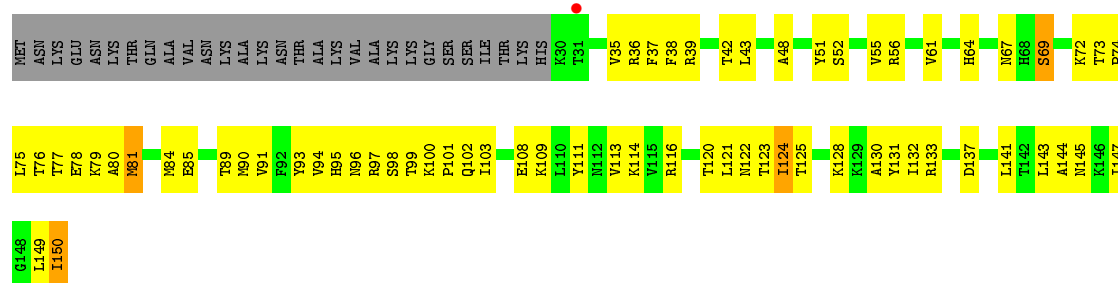 MET ASN LYS GLU ASN LYS THR GLN ALA VAL ASN LYS ALA LYS ASN THR ALA LYS VAL ALA LYS LYS GLY SER SER ILE THR LYS HIS K30 T31 V35 R36 F37 F38 R39 T42 L43 A48 Y51 S52 V55 R56 V61 H64 N67 H68 S69 K72 T73 P74
L75 T76 T77 E78 K79 A80 M81 M84 E85 T89 M90 V91 F92 Y93 V94 H95 N96 R97 S98 T99 K100 P101 Q102 I103 E108 K109 L110 Y111 N112 V113 K114 V115 R116 T120 L121 N122 T123 I124 T125 K128 K129 A130 Y131 I132 R133 D137 L141 T142 L143 A144 N145 K146 I147
G148 L149 I150